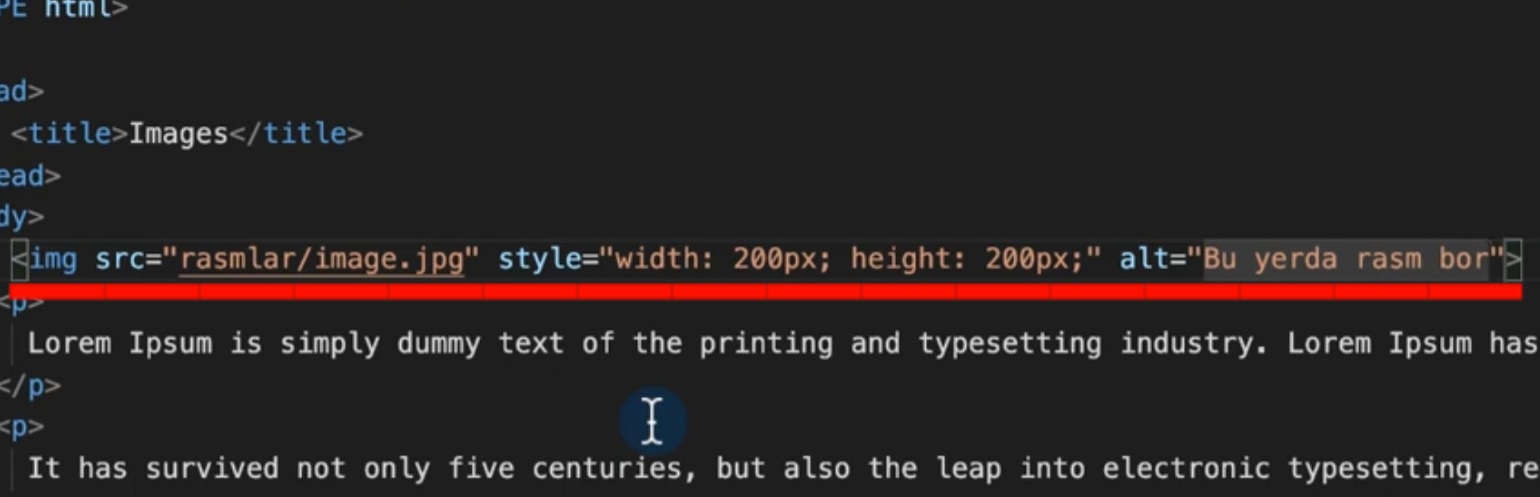 PE html>
ad>
<title>Images</title>
ead>
dy>
<img src="rasmlar/image.jpg" style="width: 200px; height: 200px;" alt="Bu yerda rasm bor">
<p>
Lorem Ipsum is simply dummy text of the printing and typesetting industry. Lorem Ipsum has
</p>
<p>
It has survived not only five centuries, but also the leap into electronic typesetting, re